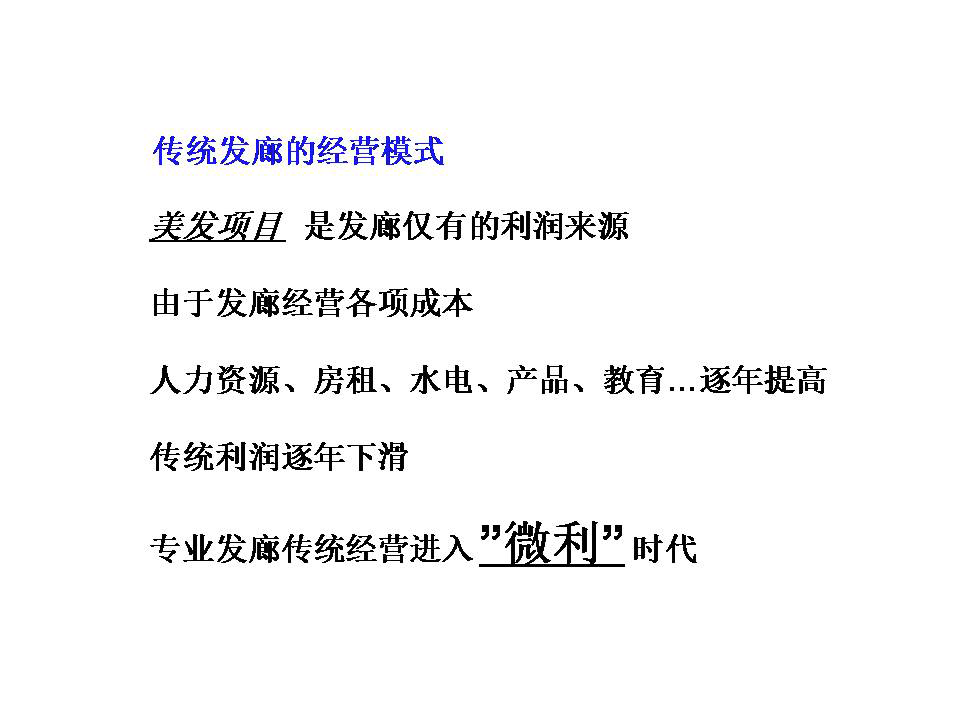 传统发廊的经营模式
美发项目 是发廊仅有的利润来源
由于发廊经营各项成本
人力资源、房租、水电、产品、教育...逐年提高
传统利润逐年下滑
专业发廊传统经营进入 ”微利” 时代